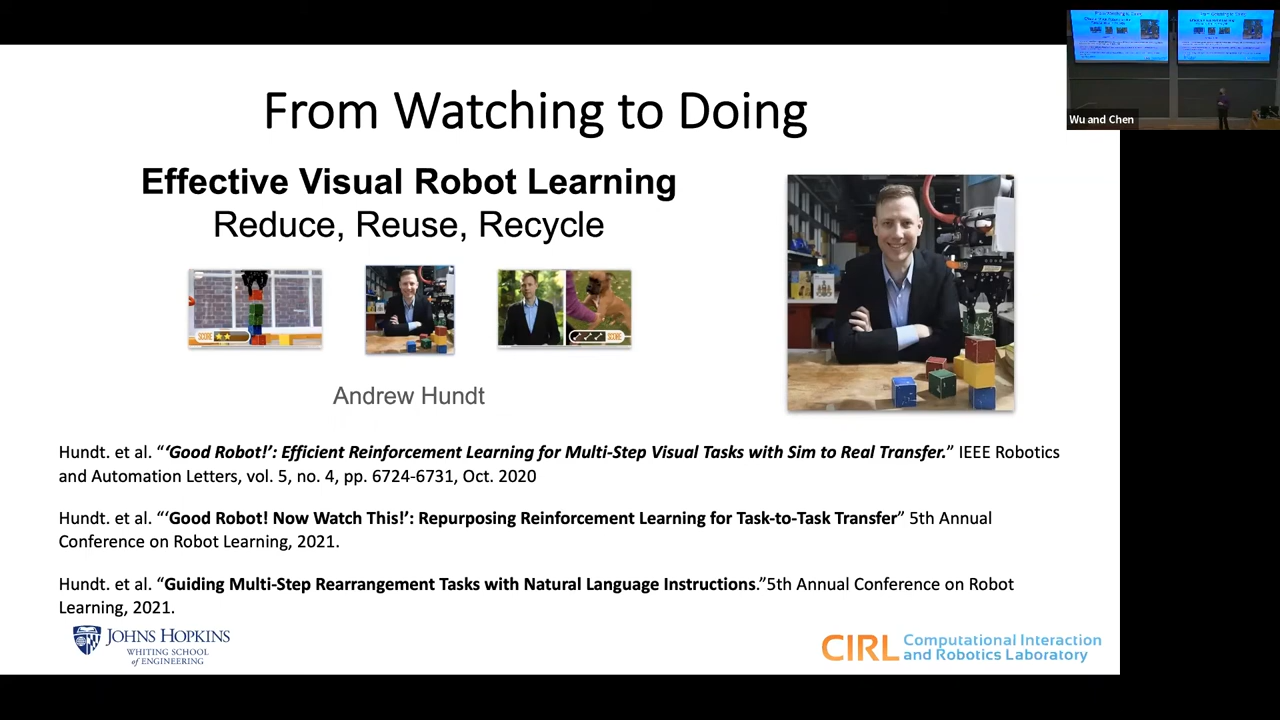 From Watching to Doing
Effective Visual Robot Learning
Reduce, Reuse, Recycle
SCORE
SCORE
Andrew Hundt
Hundt. et al. “‘Good Robot!’: Efficient Reinforcement Learning for Multi-Step Visual Tasks with Sim to Real Transfer.” IEEE Robotics
and Automation Letters, vol. 5, no. 4, pp. 6724-6731, Oct. 2020
Hundt. et al. “‘Good Robot! Now Watch This!’: Repurposing Reinforcement Learning for Task-to-Task Transfer” 5th Annual
Conference on Robot Learning, 2021.
Hundt. et al. “Guiding Multi-Step Rearrangement Tasks with Natural Language Instructions.”5th Annual Conference on Robot
Learning, 2021.
JOHNS HOPKINS
WHITING SCHOOL
of ENGINEERING
CIRL Computational Interaction
and Robotics Laboratory
Wu and Chen